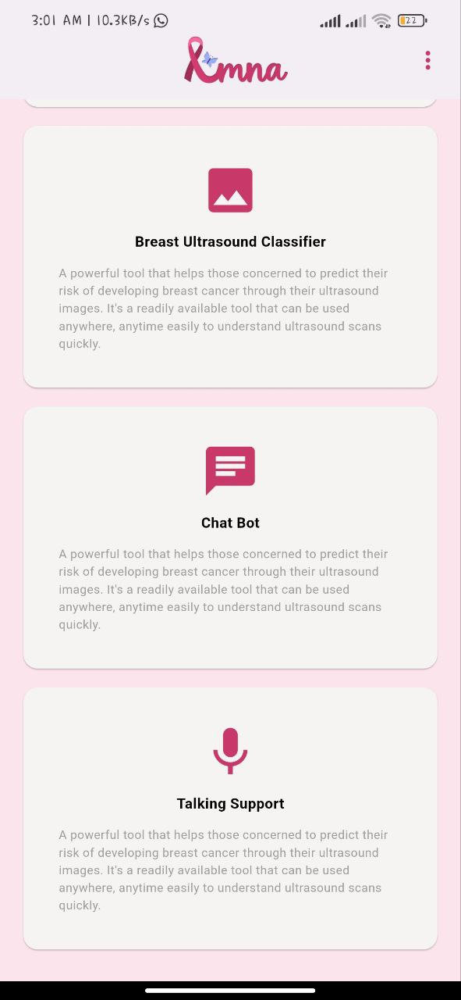 3:01 AM | 10.3KB/s
22
mna
Breast Ultrasound Classifier
A powerful tool that helps those concerned to predict their
risk of developing breast cancer through their ultrasound
images. It's a readily available tool that can be used
anywhere, anytime easily to understand ultrasound scans
quickly.
Chat Bot
A powerful tool that helps those concerned to predict their
risk of developing breast cancer through their ultrasound
images. It's a readily available tool that can be used
anywhere, anytime easily to understand ultrasound scans
quickly.
Talking Support
A powerful tool that helps those concerned to predict their
risk of developing breast cancer through their ultrasound
images. It's a readily available tool that can be used
anywhere, anytime easily to understand ultrasound scans
quickly.